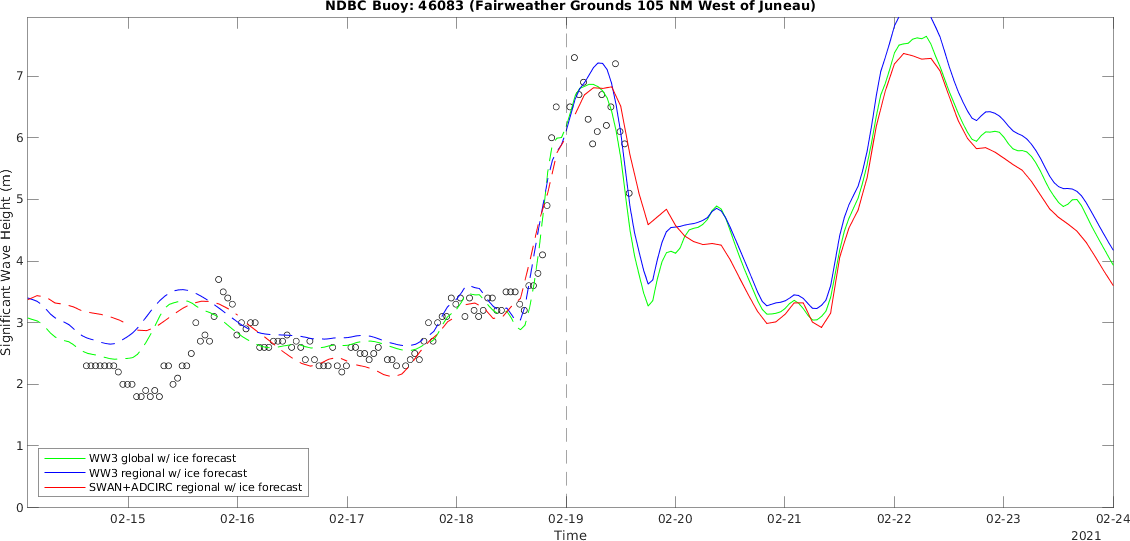 NDBC Buoy: 46083 (Fairweather Grounds 105 NM West of Juneau)
7
6
5
4
3
2
1
0
Significant Wave Height (m)
WW3 global w/ ice forecast
WW3 regional w/ ice forecast
SWAN+ADCIRC regional w/ ice forecast
02-15 02-16 02-17 02-18 02-19 02-20 02-21 02-22 02-23 02-24
Time
2021